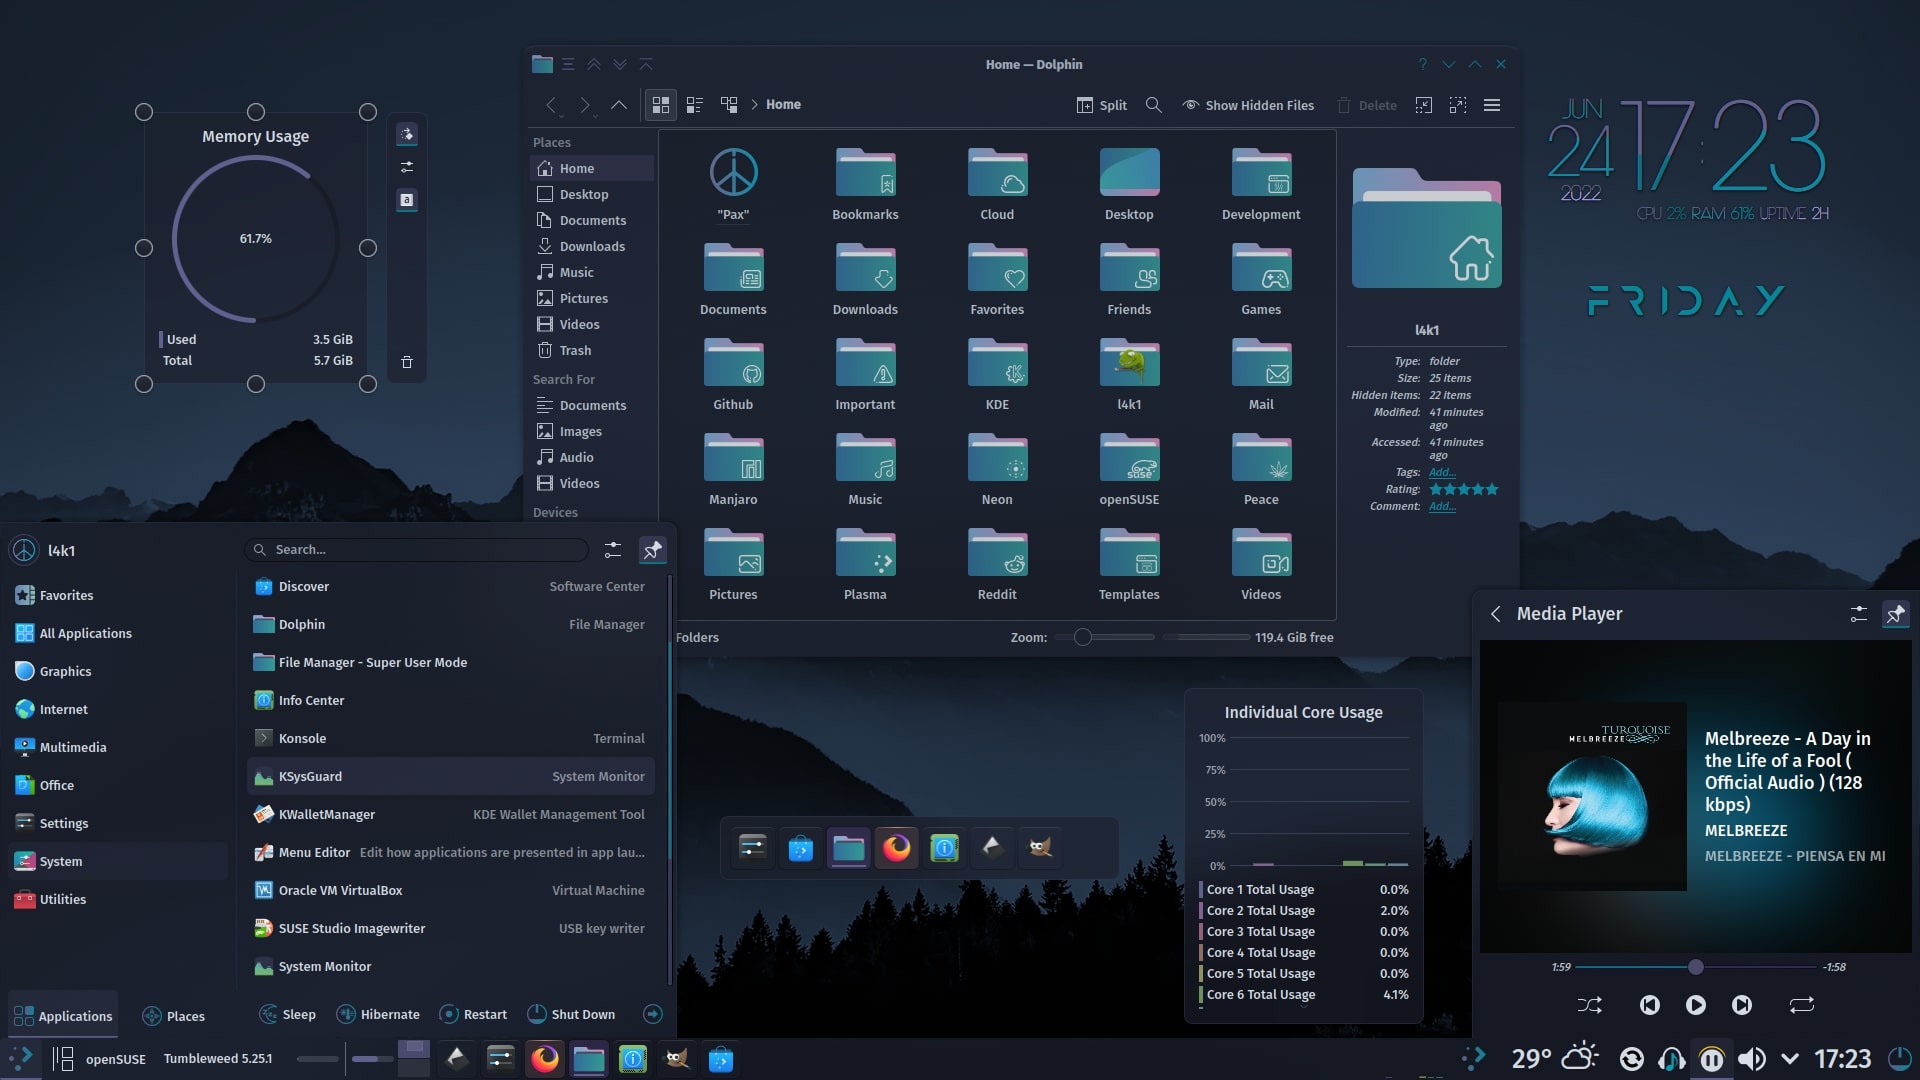 Memory Usage
61.7%
Used 3.5 GiB
Total 5.7 GiB
Home — Dolphin
?
Home
Split
Show Hidden Files
Delete
Places
Home
Desktop
Documents
Downloads
Music
Pictures
Videos
Trash
Search For
Documents
Images
Audio
Videos
Devices
"Pax" Bookmarks Cloud Desktop Development
Documents Downloads Favorites Friends Games
Github Important KDE l4k1 Mail
Manjaro Music Neon openSUSE Peace
Pictures Plasma Reddit Templates Videos
l4k1
Type: folder
Size: 25 items
Hidden items: 22 items
Modified: 41 minutes
ago
Accessed: 41 minutes
ago
Tags: Add...
Rating:
Comment: Add...
Folders
Zoom:
119.4 GiB free
JUN
24
2022
17:23
CPU 2% RAM 61% UPTIME 2H
FRIDAY
l4k1
Search...
Favorites
All Applications
Graphics
Internet
Multimedia
Office
Settings
System
Utilities
Discover Software Center
Dolphin File Manager
File Manager - Super User Mode
Info Center
Konsole Terminal
KSysGuard System Monitor
KWalletManager KDE Wallet Management Tool
Menu Editor Edit how applications are presented in app lau...
Oracle VM VirtualBox Virtual Machine
SUSE Studio Imagewriter USB key writer
System Monitor
Applications
Places
Sleep
Hibernate
Restart
Shut Down
Individual Core Usage
100%
75%
50%
25%
0%
Core 1 Total Usage 0.0%
Core 2 Total Usage 2.0%
Core 3 Total Usage 0.0%
Core 4 Total Usage 0.0%
Core 5 Total Usage 0.0%
Core 6 Total Usage 4.1%
Media Player
TURQUOISE
MELBREEZE
Melbreeze - A Day in
the Life of a Fool (
Official Audio ) (128
kbps)
MELBREEZE
MELBREEZE - PIENSA EN MI
1:59
-1:58
openSUSE
Tumbleweed 5.25.1
29°
17:23